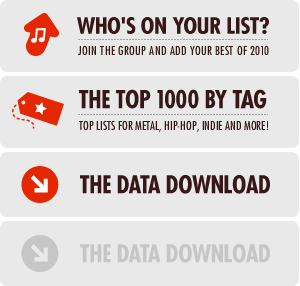 WHO'S ON YOUR LIST?
JOIN THE GROUP AND ADD YOUR BEST OF 2010
THE TOP 1000 BY TAG
TOP LISTS FOR METAL, HIP-HOP, INDIE AND MORE!
THE DATA DOWNLOAD
THE DATA DOWNLOAD